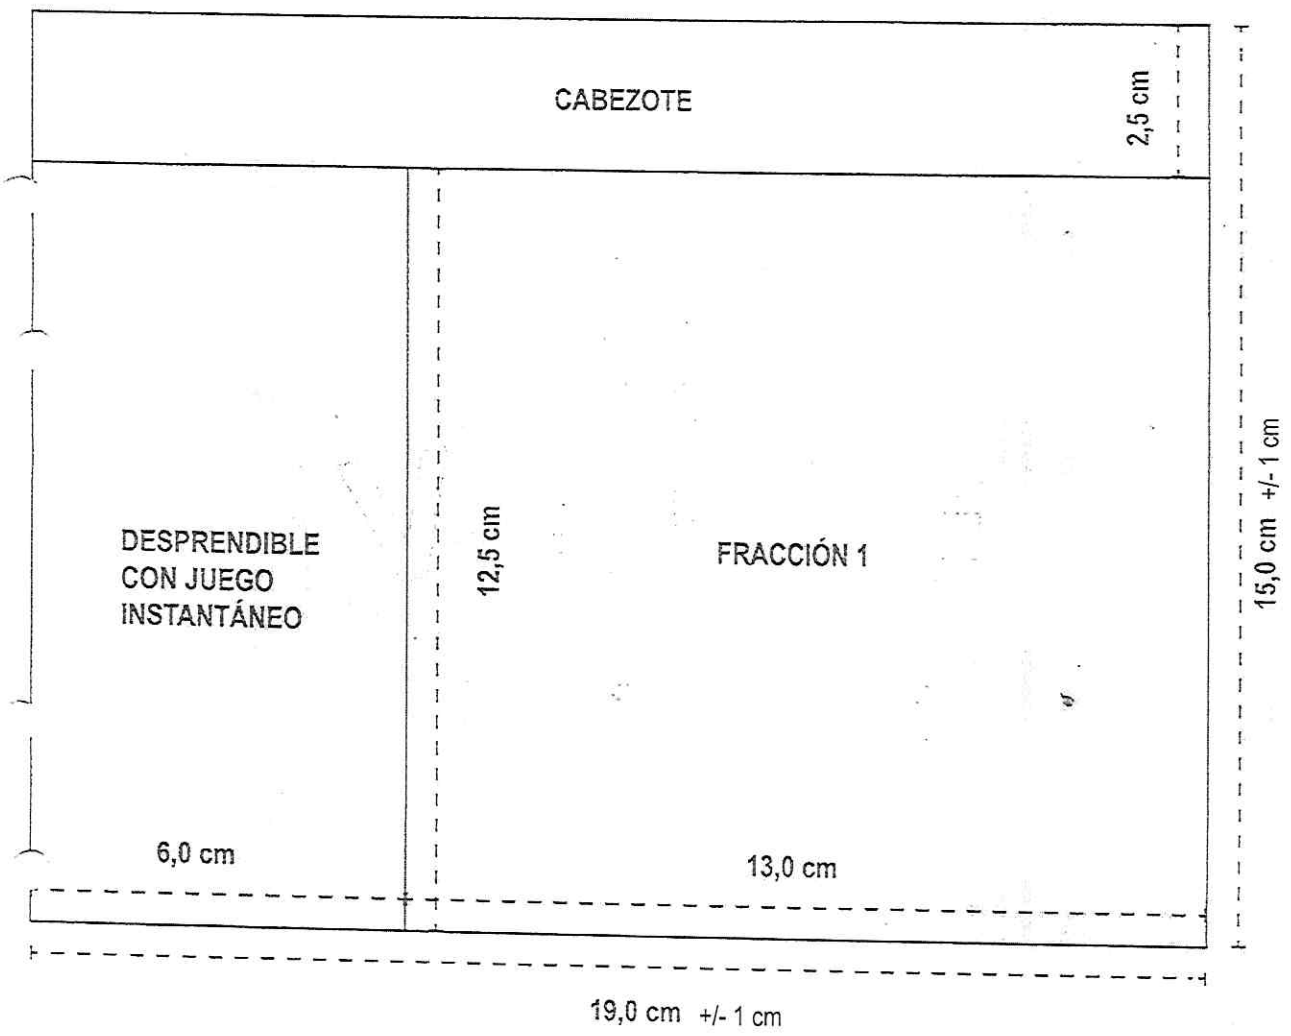 CABEZOTE
2,5 cm
DESPRENDIBLE
CON JUEGO
INSTANTÁNEO
12,5 cm
FRACCIÓN 1
15,0 cm +/- 1 cm
6,0 cm
13,0 cm
19,0 cm +/- 1 cm